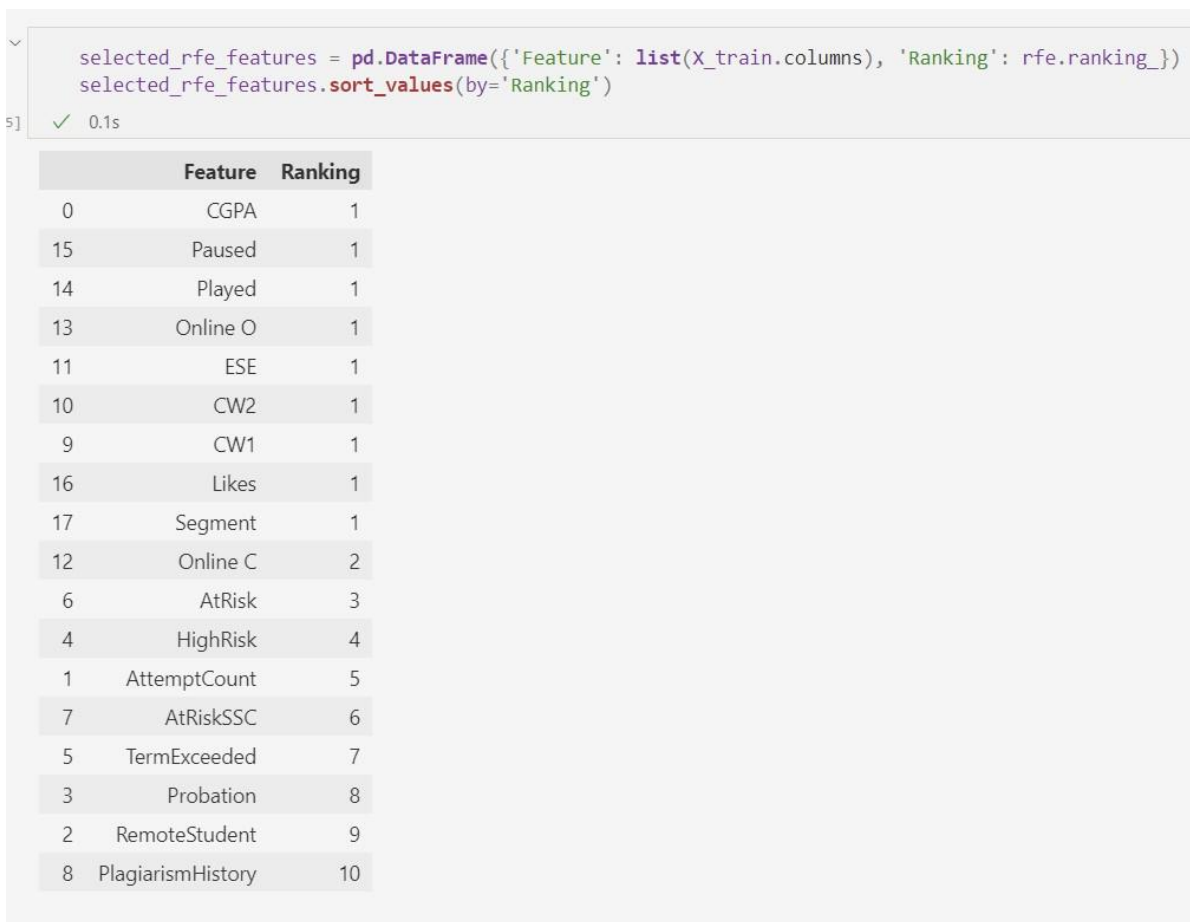 selected_rfe_features = pd.DataFrame({'Feature': list(X_train.columns), 'Ranking': rfe.ranking_})
selected_rfe_features.sort_values(by='Ranking')
5] ✓ 0.1s
Feature Ranking
0 CGPA 1
15 Paused 1
14 Played 1
13 Online O 1
11 ESE 1
10 CW2 1
9 CW1 1
16 Likes 1
17 Segment 1
12 Online C 2
6 AtRisk 3
4 HighRisk 4
1 AttemptCount 5
7 AtRiskSSC 6
5 TermExceeded 7
3 Probation 8
2 RemoteStudent 9
8 PlagiarismHistory 10